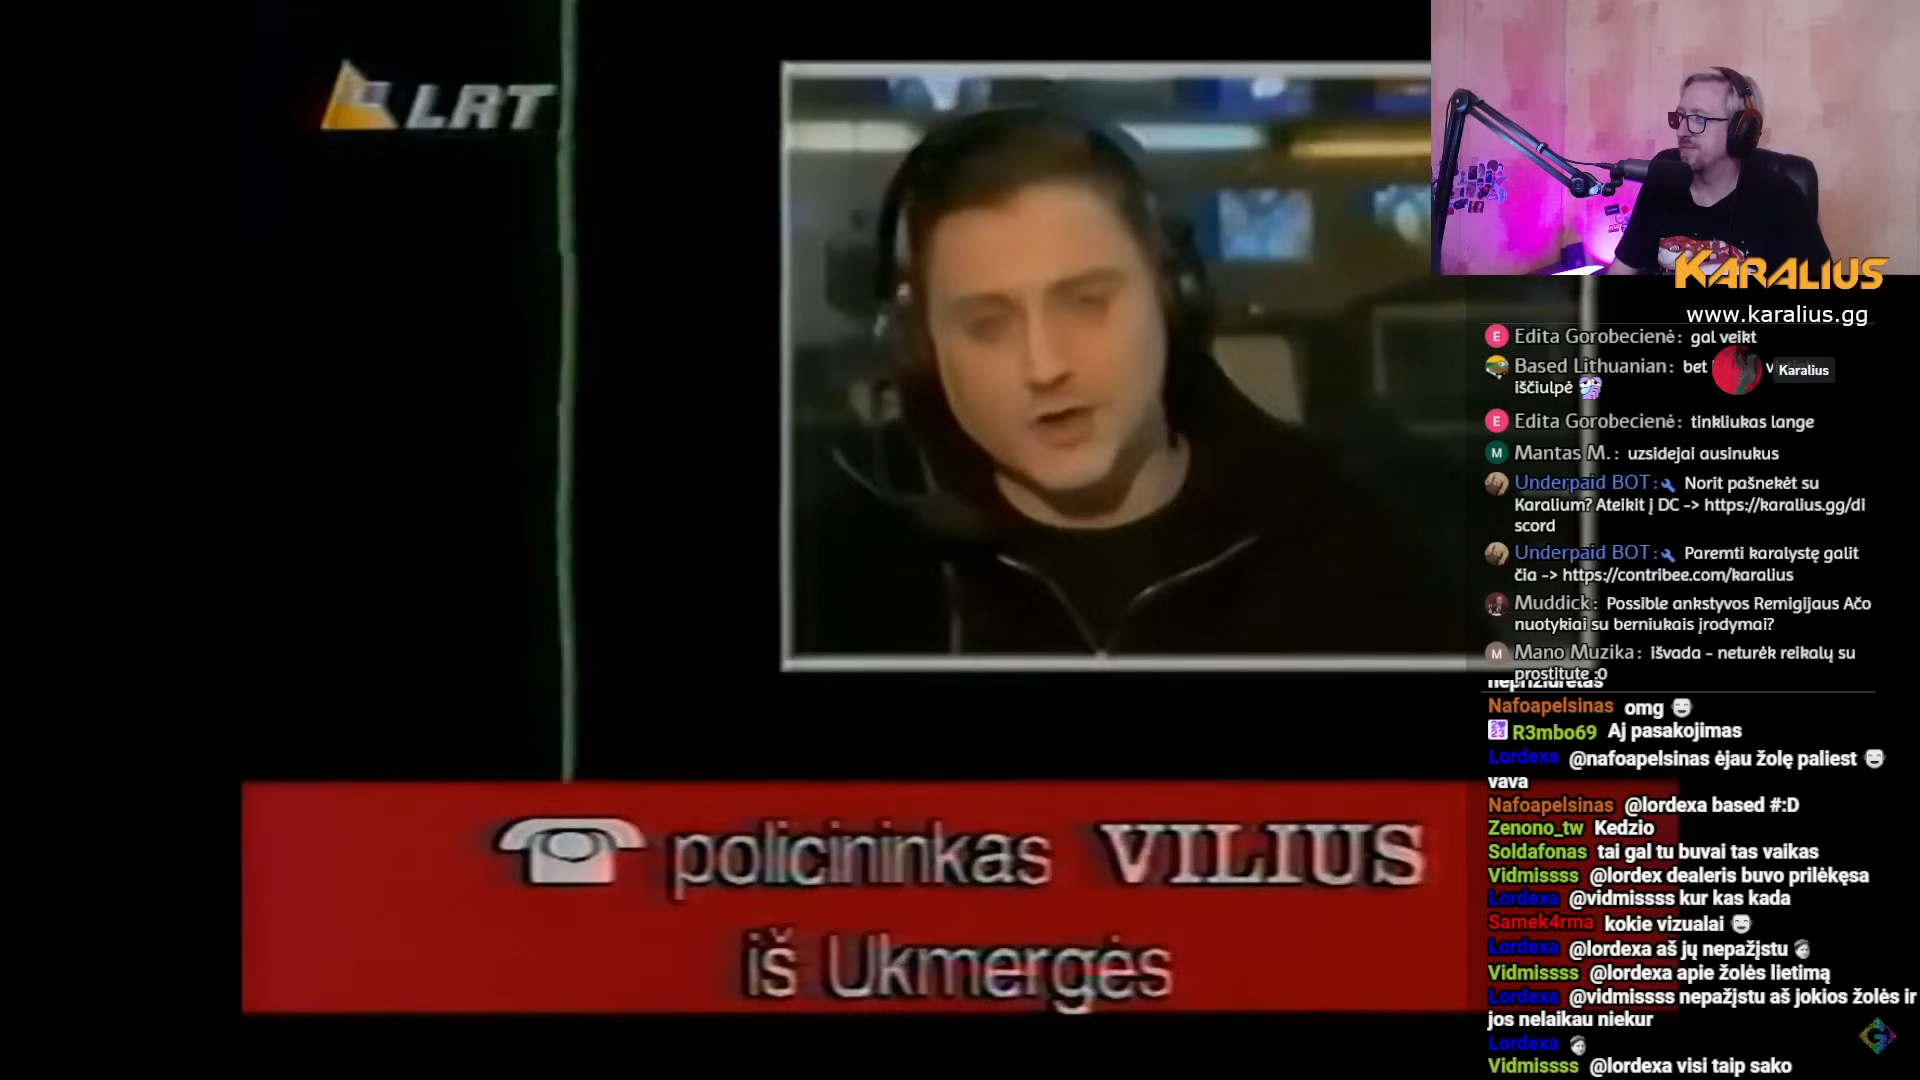 LRT
policininkas VILIUS
iš Ukmergės
KARALIUS
www.karalius.gg
Edita Gorobecienė: gal veikt
Based Lithuanian: bet
Karalius
iščiulpė
Edita Gorobecienė: tinkliukas lange
Mantas M.: uzsidejai ausinukus
Underpaid BOT: Norit pašnekėt su
Karalium? Ateikit į DC -> https://karalius.gg/di
scord
Underpaid BOT: Paremti karalystę galit
čia -> https://contribee.com/karalius
Muddick: Possible ankstyvos Remigijaus Ačo
nuotykiai su berniukais įrodymai?
Mano Muzika: išvada - neturėk reikalų su
prostitute :0
Nafoapelsinas omg
R3mbo69 Aj pasakojimas
Lordexa @nafoapelsinas ėjau žolę paliest
vava
Nafoapelsinas @lordexa based #:D
Zenono_tw Kedzio
Soldafonas tai gal tu buvai tas vaikas
Vidmissss @lordex dealeris buvo prilėkęsa
Lordexa @vidmissss kur kas kada
Samek4rma kokie vizualai
Lordexa @lordexa aš jų nepažįstu
Vidmissss @lordexa apie žolės lietimą
Lordexa @vidmissss nepažįstu aš jokios žolės ir
jos nelaikau niekur
Lordexa
Vidmissss @lordexa visi taip sako